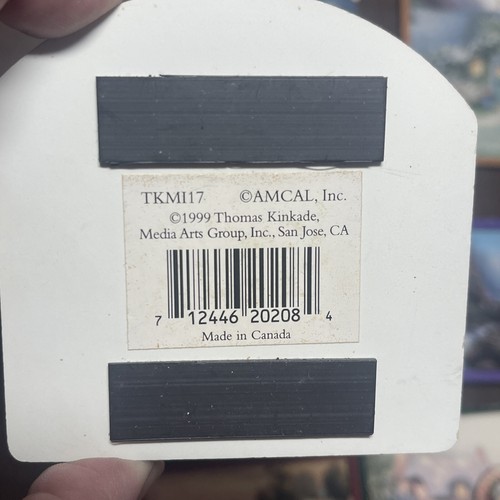 TKMI17 ©AMCAL, Inc.
©1999 Thomas Kinkade,
Media Arts Group, Inc., San Jose, CA
7 12446 20208 4
Made in Canada